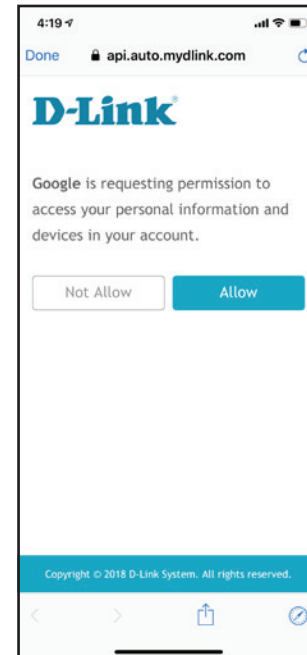 4:19
Done api.auto.mydlink.com
D-Link
Google is requesting permission to
access your personal information and
devices in your account.
Not Allow Allow
Copyright © 2018 D-Link System. All rights reserved.